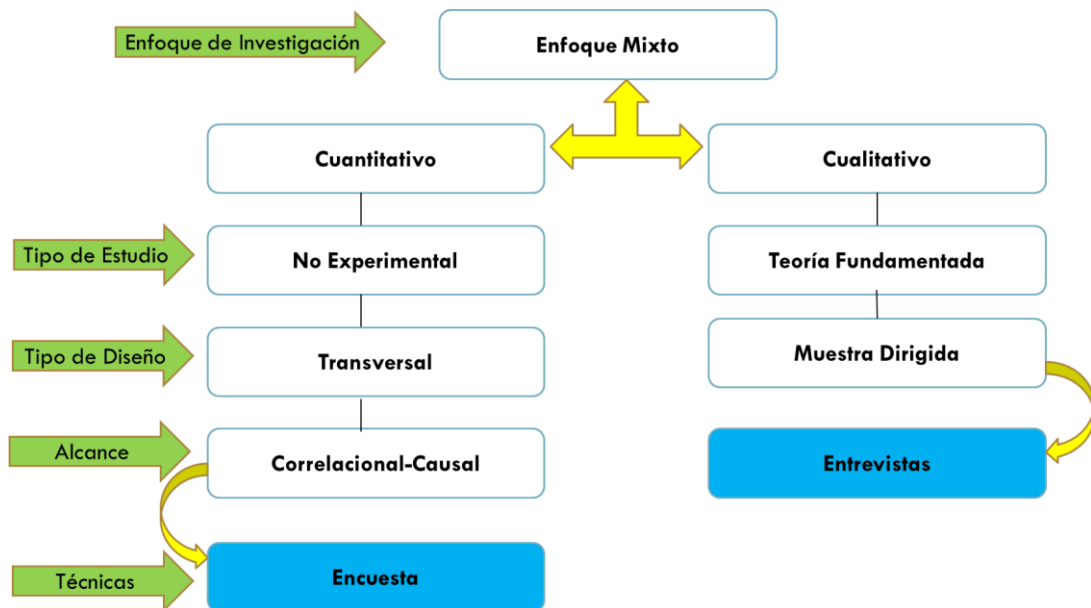 Enfoque de Investigación
Enfoque Mixto
Cuantitativo
Cualitativo
Tipo de Estudio
No Experimental
Teoría Fundamentada
Tipo de Diseño
Transversal
Muestra Dirigida
Alcance
Correlacional-Causal
Entrevistas
Técnicas
Encuesta